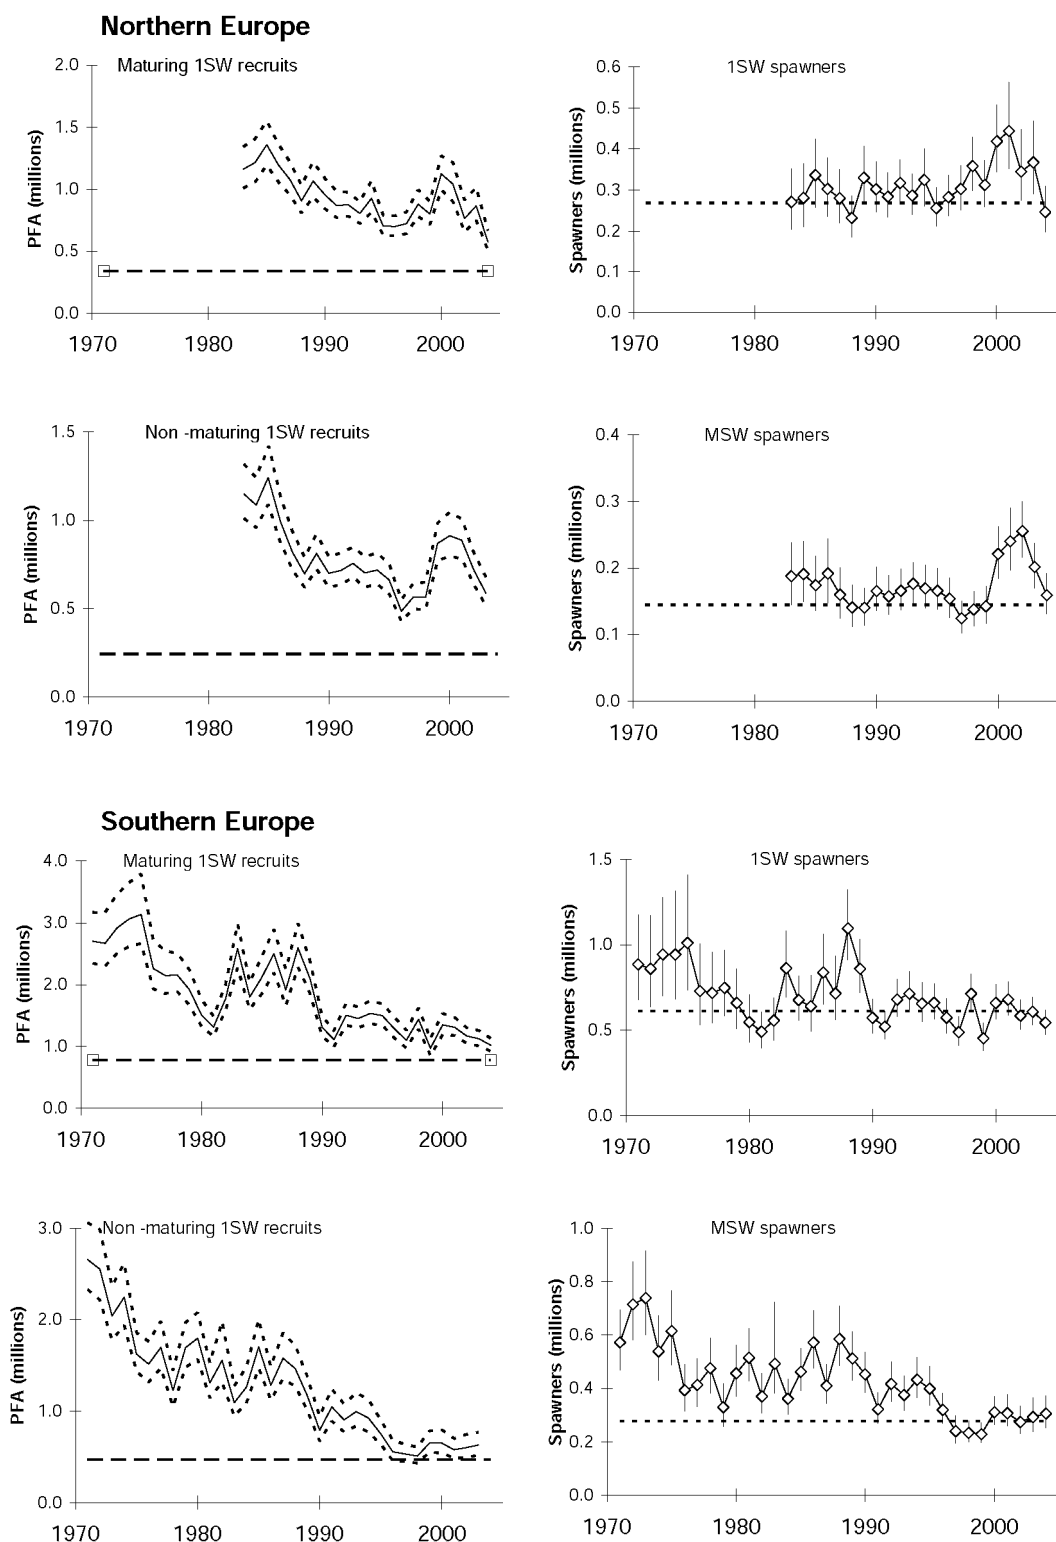 Northern Europe
Maturing 1SW recruits
PFA (millions)
2.0
1.5
1.0
0.5
0.0
1970 1980 1990 2000
1SW spawners
Spawners (millions)
0.6
0.5
0.4
0.3
0.2
0.1
0.0
1970 1980 1990 2000
Non -maturing 1SW recruits
PFA (millions)
1.5
1.0
0.5
0.0
1970 1980 1990 2000
MSW spawners
Spawners (millions)
0.4
0.3
0.2
0.1
0.0
1970 1980 1990 2000
Southern Europe
Maturing 1SW recruits
PFA (millions)
4.0
3.0
2.0
1.0
0.0
1970 1980 1990 2000
1SW spawners
Spawners (millions)
1.5
1.0
0.5
0.0
1970 1980 1990 2000
Non -maturing 1SW recruits
PFA (millions)
3.0
2.0
1.0
0.0
1970 1980 1990 2000
MSW spawners
Spawners (millions)
1.0
0.8
0.6
0.4
0.2
0.0
1970 1980 1990 2000